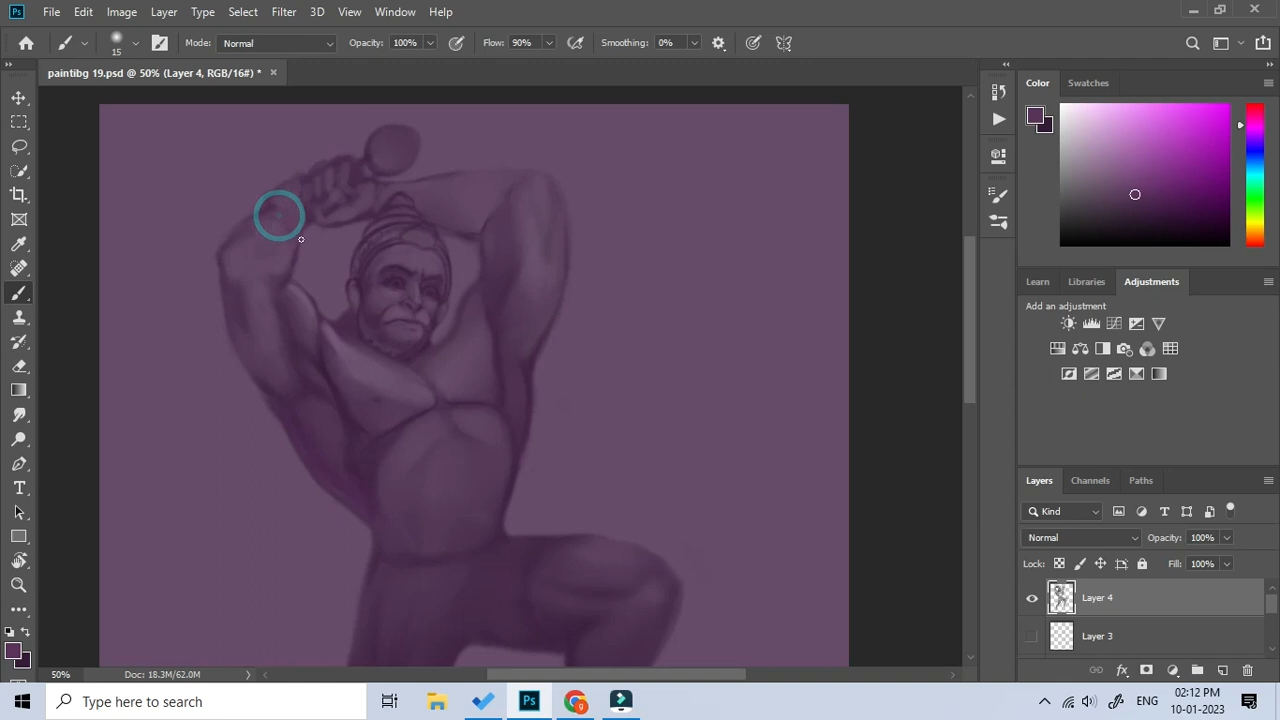 Ps File Edit Image Layer Type Select Filter 3D View Window Help
15 Mode: Normal Opacity: 100% Flow: 90% Smoothing: 0%
paintibg 19.psd @ 50% (Layer 4, RGB/16#) *
Color Swatches
Learn Libraries Adjustments
Add an adjustment
Layers Channels Paths
Kind
Normal Opacity: 100%
Lock: Fill: 100%
Layer 4
Layer 3
50% Doc: 18.3M/62.0M
Type here to search Ps ENG 02:12 PM
10-01-2023